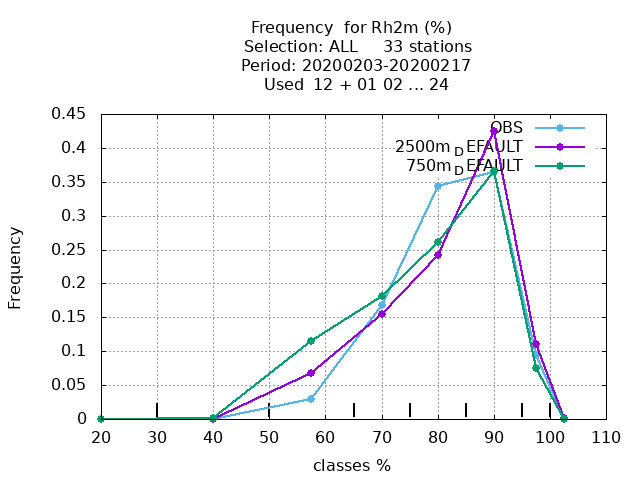 Frequency  for Rh2m (%)
Selection: ALL     33 stations
Period: 20200203-20200217
Used  12 + 01 02 ... 24
0.45
0.4
0.35
0.3
0.25
0.2
0.15
0.1
0.05
0
Frequency
OBS
2500m_DEFAULT
750m_DEFAULT
20 30 40 50 60 70 80 90 100 110
classes %